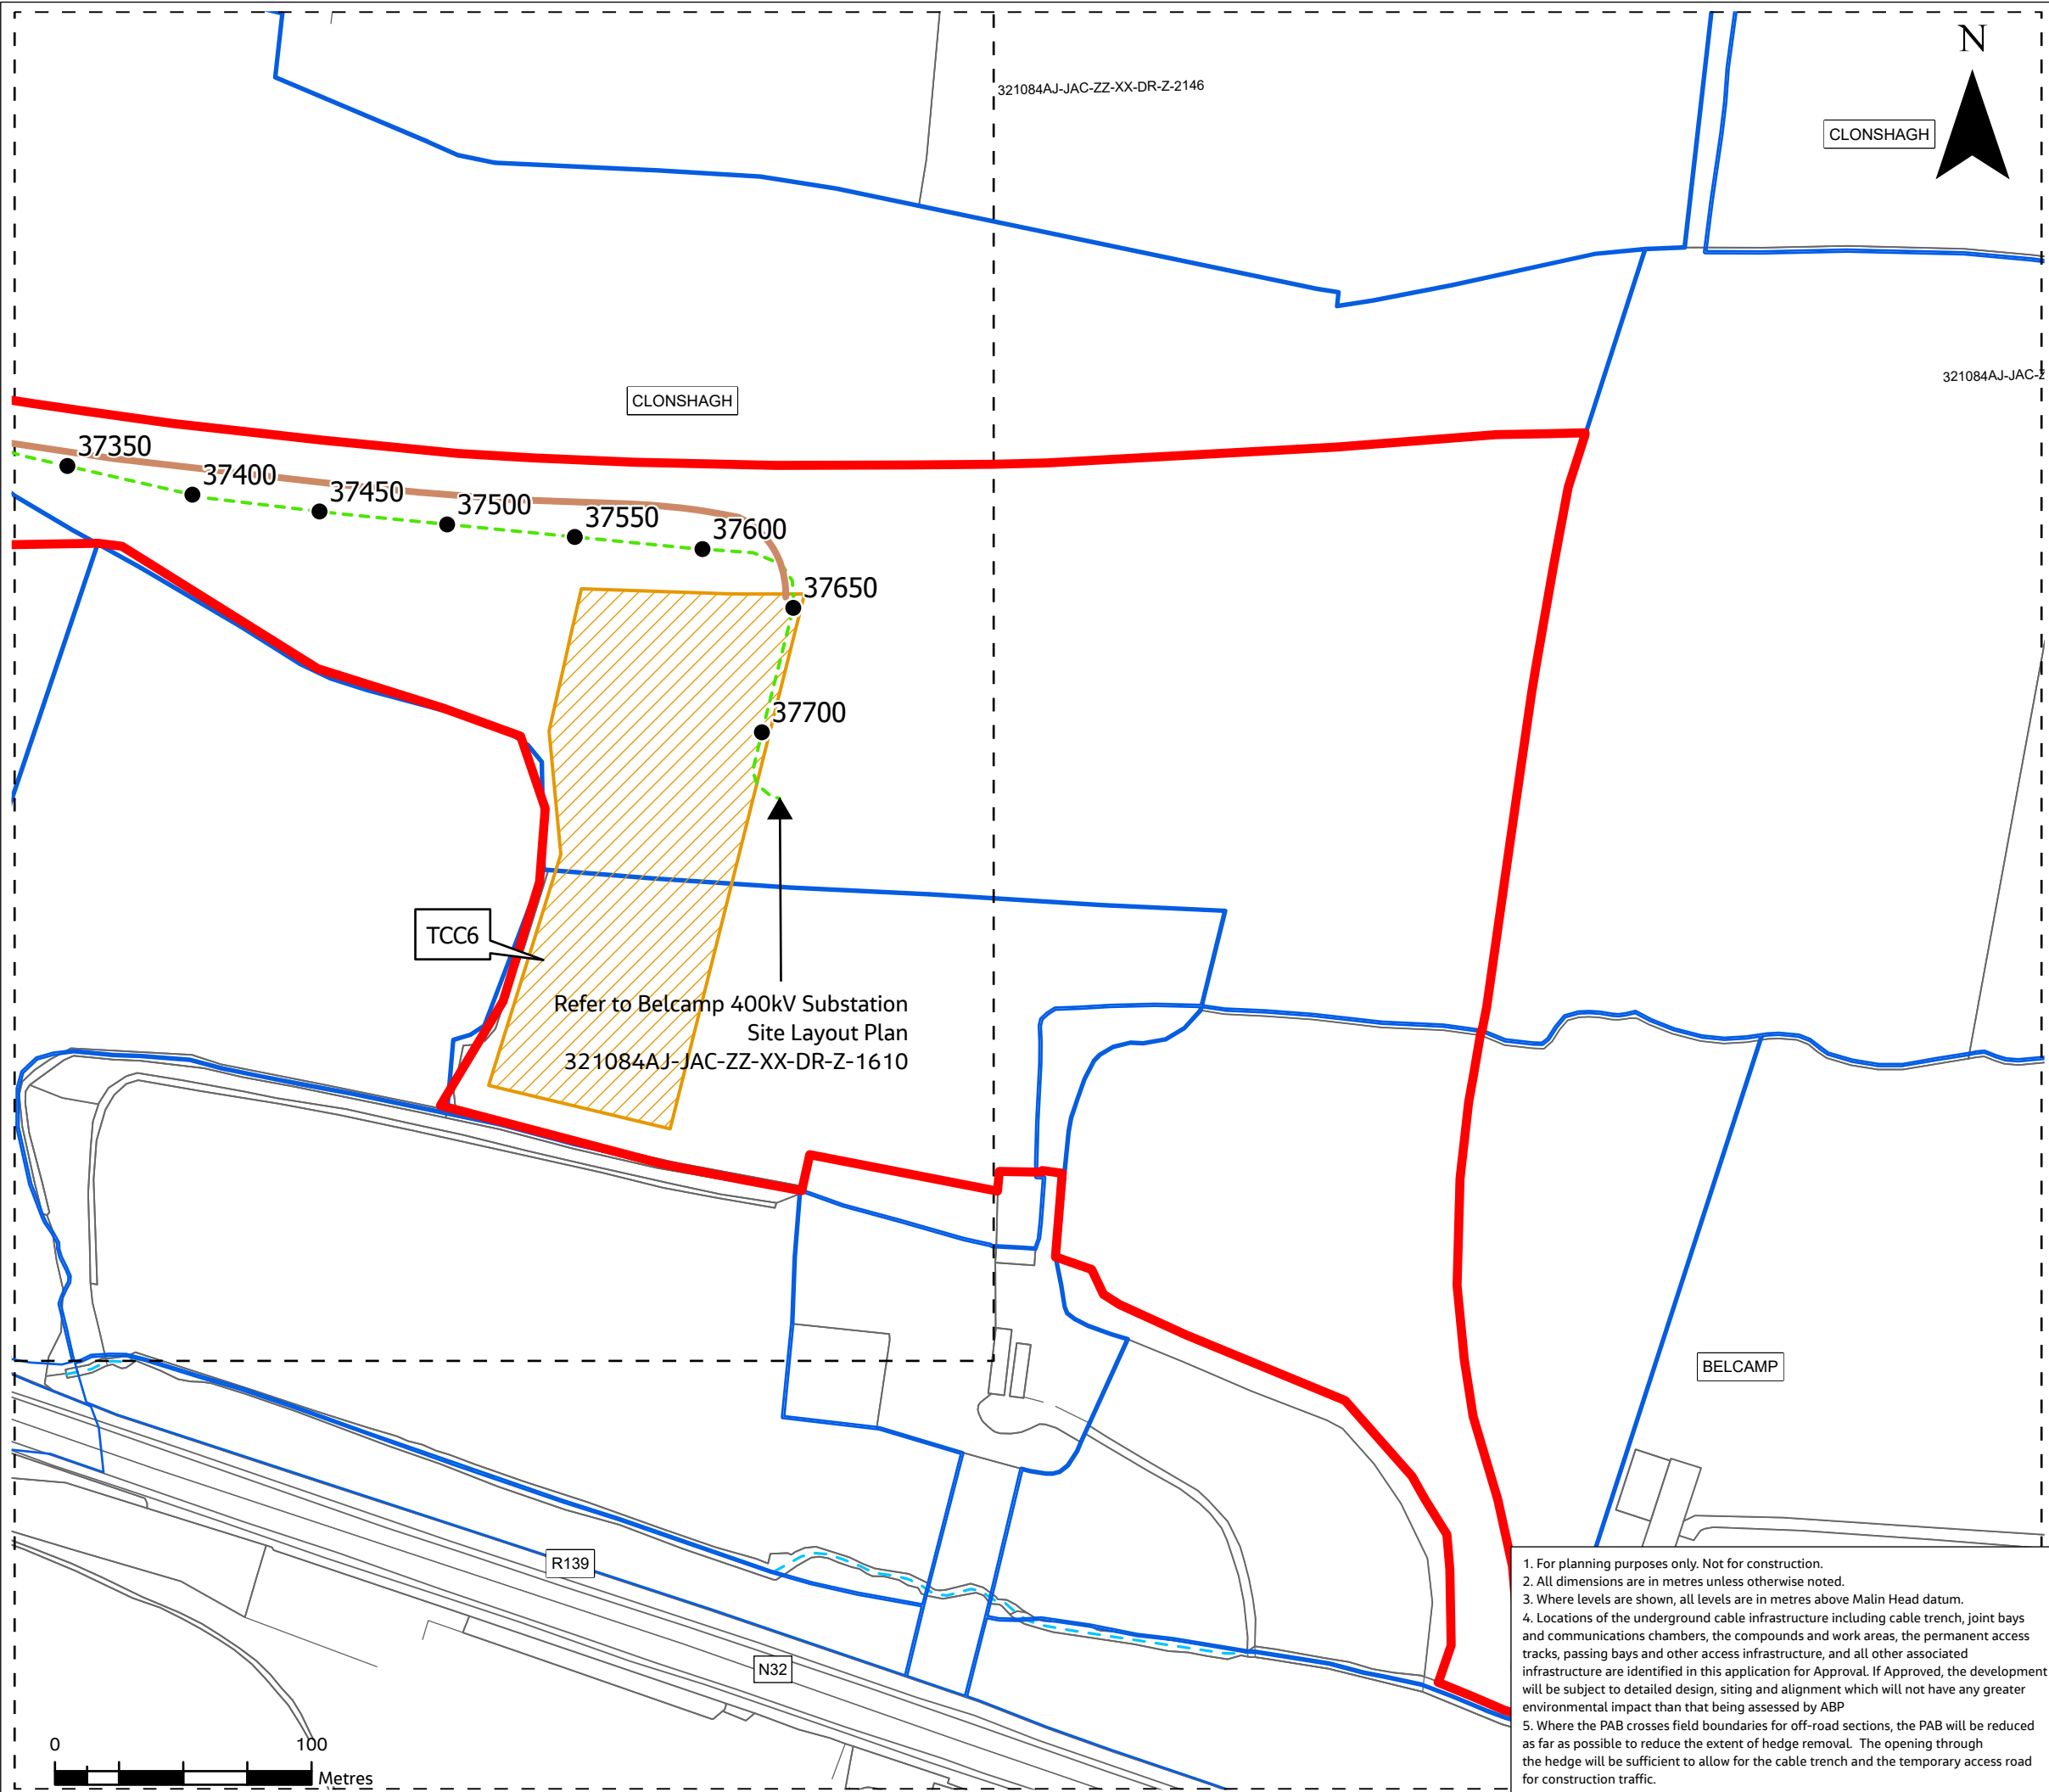 N
321084AJ-JAC-ZZ-XX-DR-Z-2146
CLONSHAGH
321084AJ-JAC-Z
CLONSHAGH
37350
37400
37450
37500
37550
37600
37650
37700
TCC6
Refer to Belcamp 400kV Substation
Site Layout Plan
321084AJ-JAC-ZZ-XX-DR-Z-1610
BELCAMP
R139
N32
0
100
Metres
1. For planning purposes only. Not for construction.
2. All dimensions are in metres unless otherwise noted.
3. Where levels are shown, all levels are in metres above Malin Head datum.
4. Locations of the underground cable infrastructure including cable trench, joint bays
and communications chambers, the compounds and work areas, the permanent access
tracks, passing bays and other access infrastructure, and all other associated
infrastructure are identified in this application for Approval. If Approved, the development
will be subject to detailed design, siting and alignment which will not have any greater
environmental impact than that being assessed by ABP
5. Where the PAB crosses field boundaries for off-road sections, the PAB will be reduced
as far as possible to reduce the extent of hedge removal. The opening through
the hedge will be sufficient to allow for the cable trench and the temporary access road
for construction traffic.